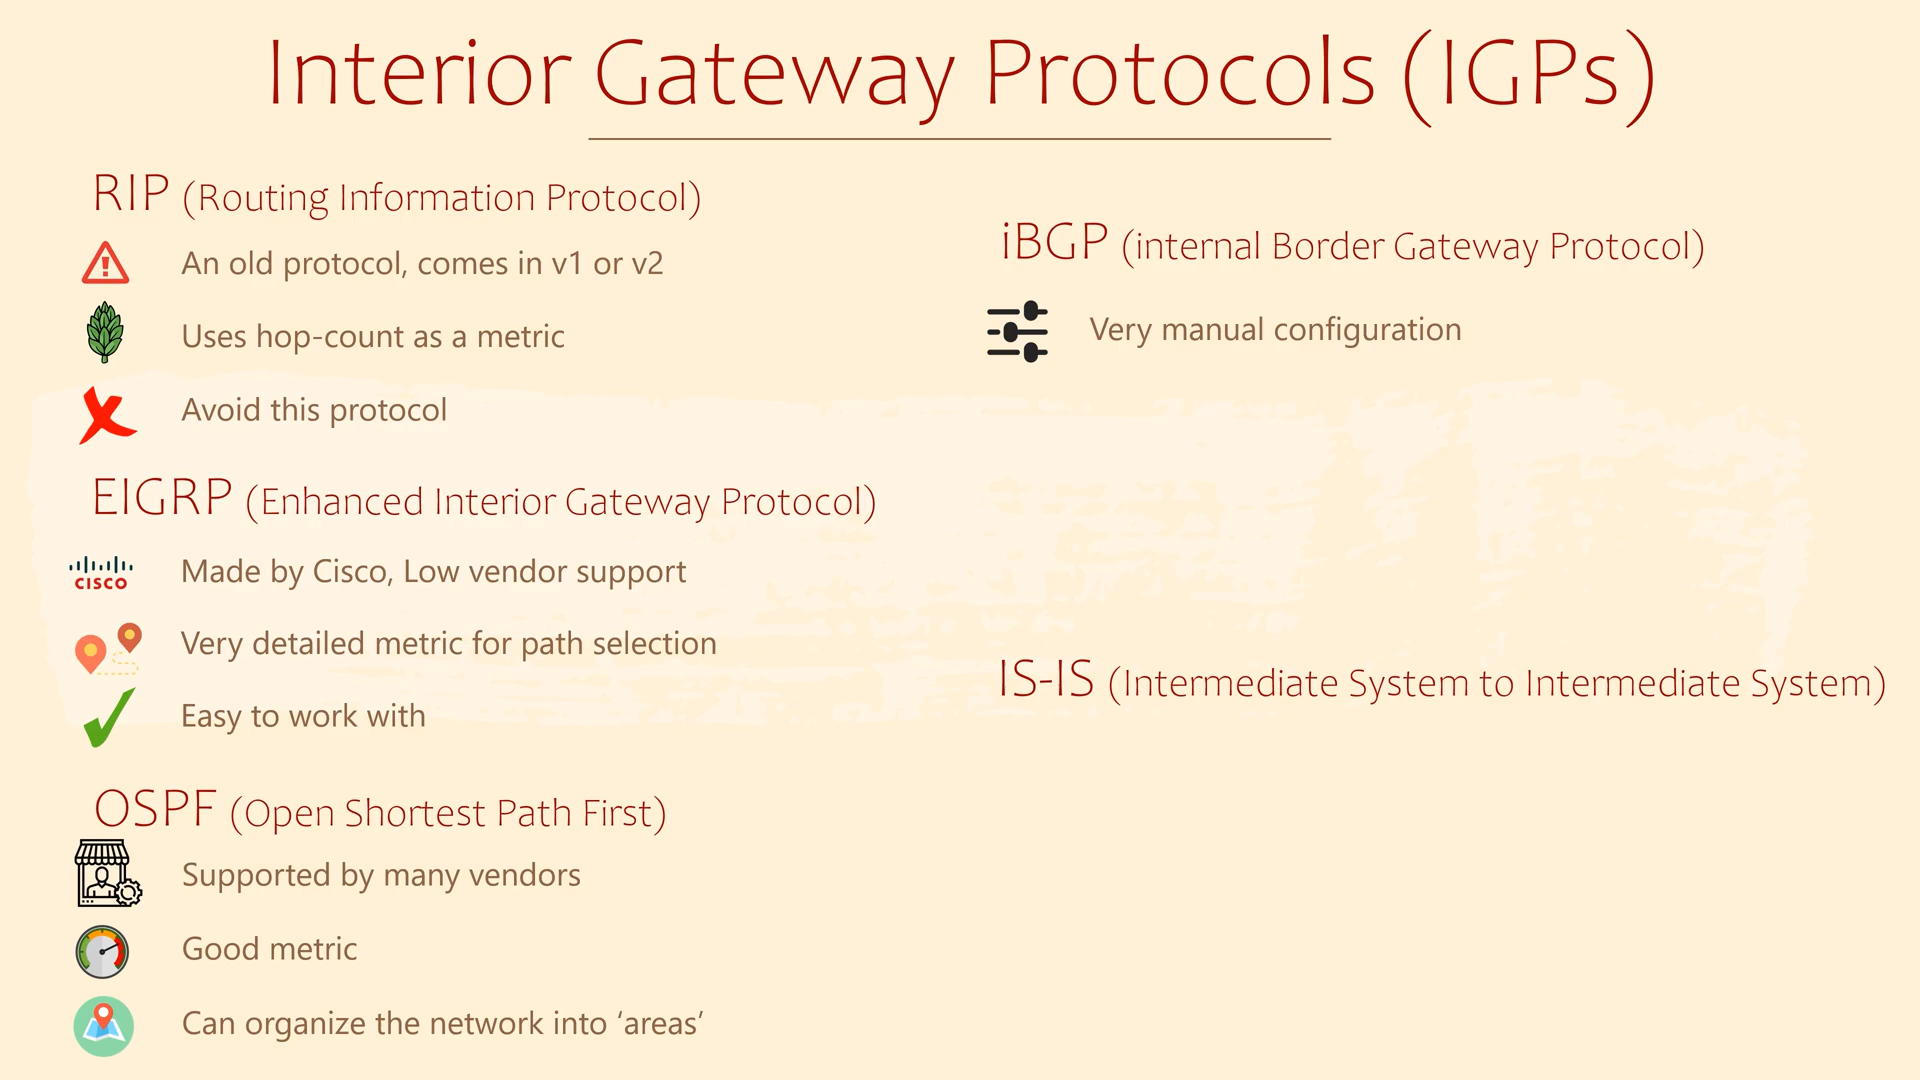 Interior Gateway Protocols (IGPs)
RIP (Routing Information Protocol)
An old protocol, comes in v1 or v2
Uses hop-count as a metric
Avoid this protocol
EIGRP (Enhanced Interior Gateway Protocol)
CISCO
Made by Cisco, Low vendor support
Very detailed metric for path selection
Easy to work with
OSPF (Open Shortest Path First)
Supported by many vendors
Good metric
Can organize the network into ‘areas’
iBGP (internal Border Gateway Protocol)
Very manual configuration
IS-IS (Intermediate System to Intermediate System)